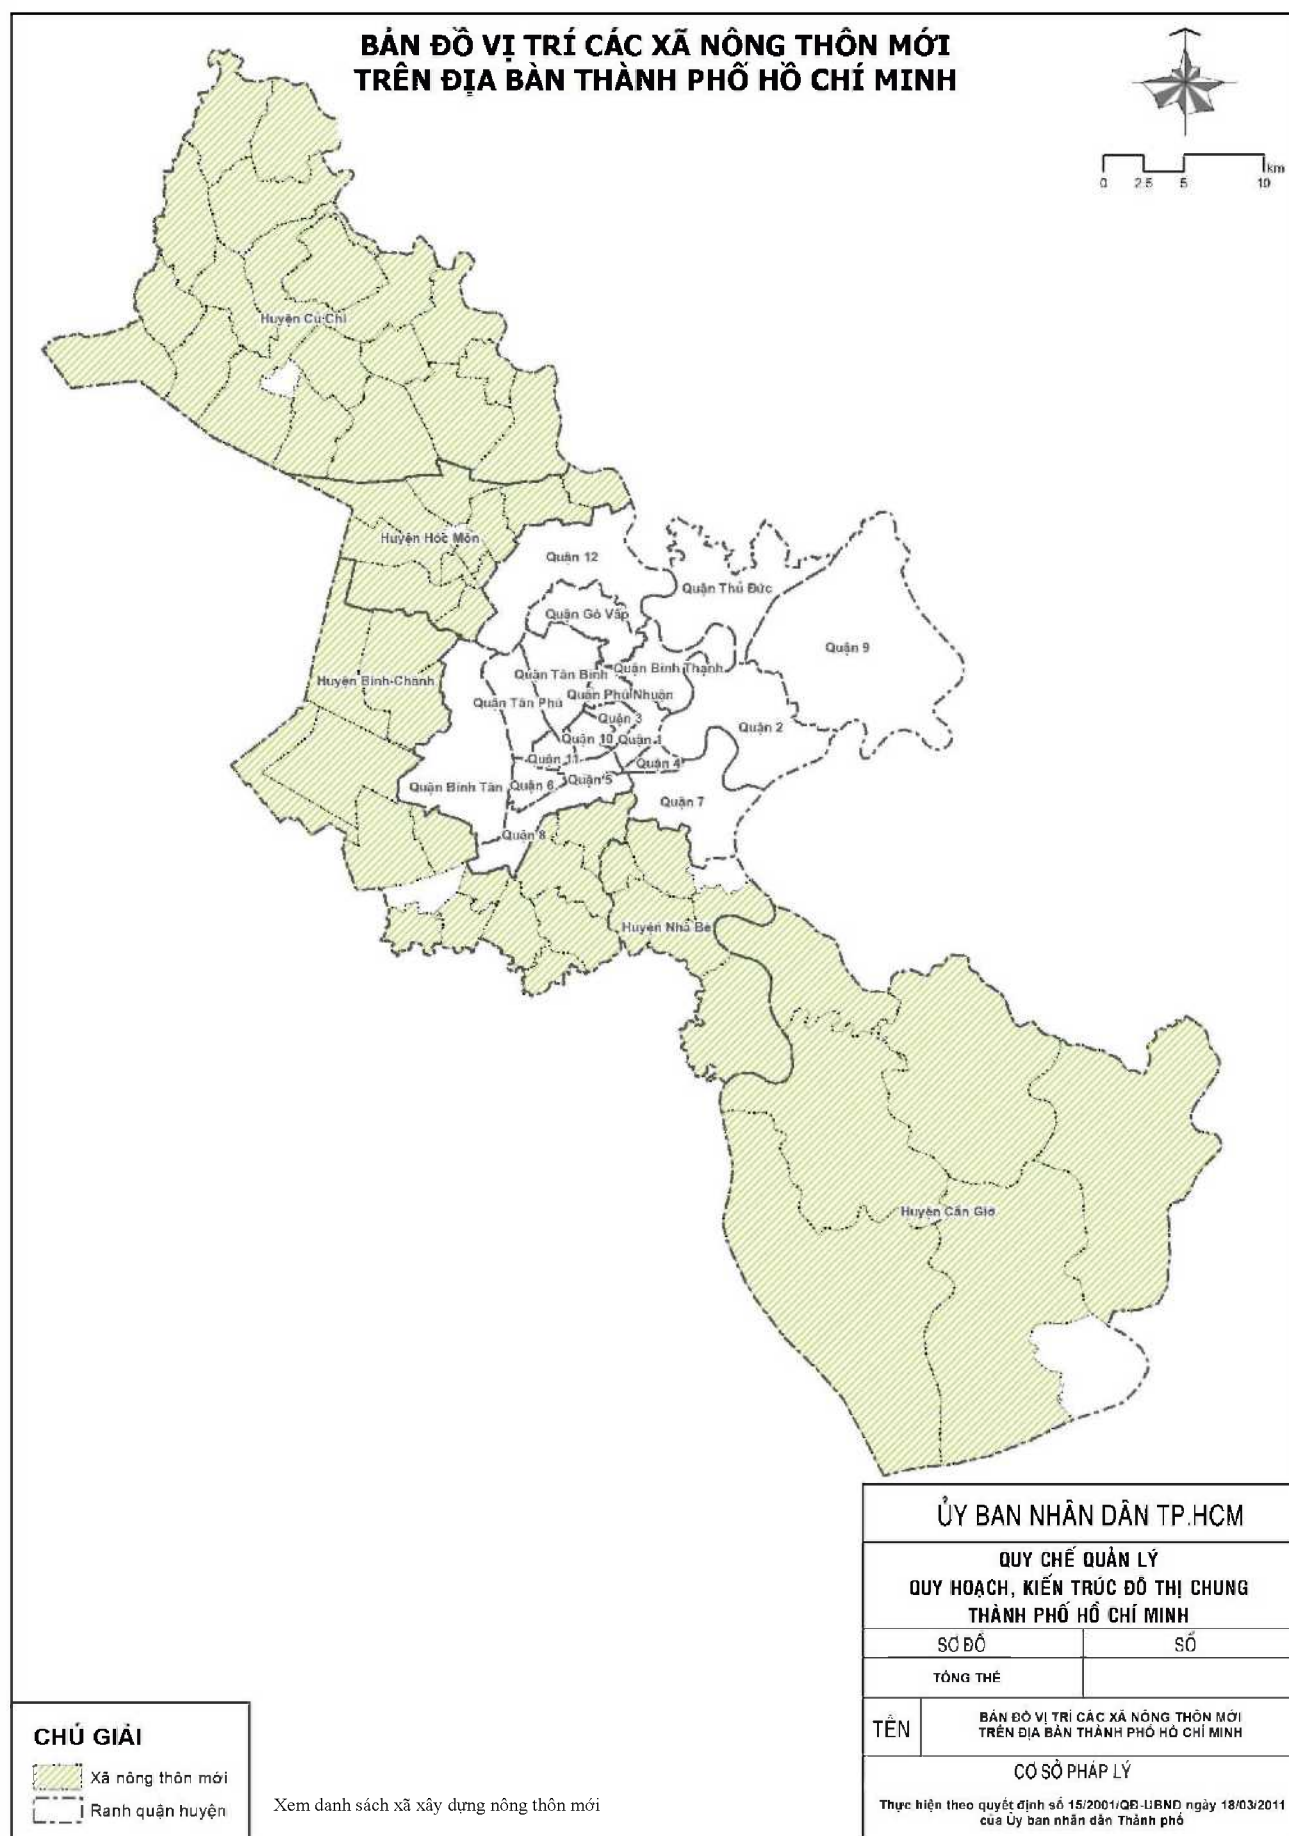 BẢN ĐỒ VỊ TRÍ CÁC XÃ NÔNG THÔN MỚI
TRÊN ĐỊA BÀN THÀNH PHỐ HỒ CHÍ MINH
km
0 2.5 5 10
Huyện Củ Chi
Huyện Hóc Môn
Quận 12
Quận Thủ Đức
Quận Gò Vấp
Quận 9
Quận Bình Thạnh
Quận Tân Bình
Huyện Bình Chánh
Quận Phú Nhuận
Quận Tân Phú
Quận 3
Quận 2
Quận 10
Quận 1
Quận 11
Quận 4
Quận 5
Quận Bình Tân
Quận 6
Quận 7
Quận 8
Huyện Nhà Bè
Huyện Cần Giờ
ỦY BAN NHÂN DÂN TP.HCM
QUY CHẾ QUẢN LÝ
QUY HOẠCH, KIẾN TRÚC ĐÔ THỊ CHUNG
THÀNH PHỐ HỒ CHÍ MINH
SƠ ĐỒ SỐ
TỔNG THỂ
TÊN
BẢN ĐỒ VỊ TRÍ CÁC XÃ NÔNG THÔN MỚI
TRÊN ĐỊA BÀN THÀNH PHỐ HỒ CHÍ MINH
CƠ SỞ PHÁP LÝ
Thực hiện theo quyết định số 15/2001/QĐ-UBND ngày 18/03/2011
của Ủy ban nhân dân Thành phố
CHÚ GIẢI
Xã nông thôn mới
Ranh quận huyện
Xem danh sách xã xây dựng nông thôn mới